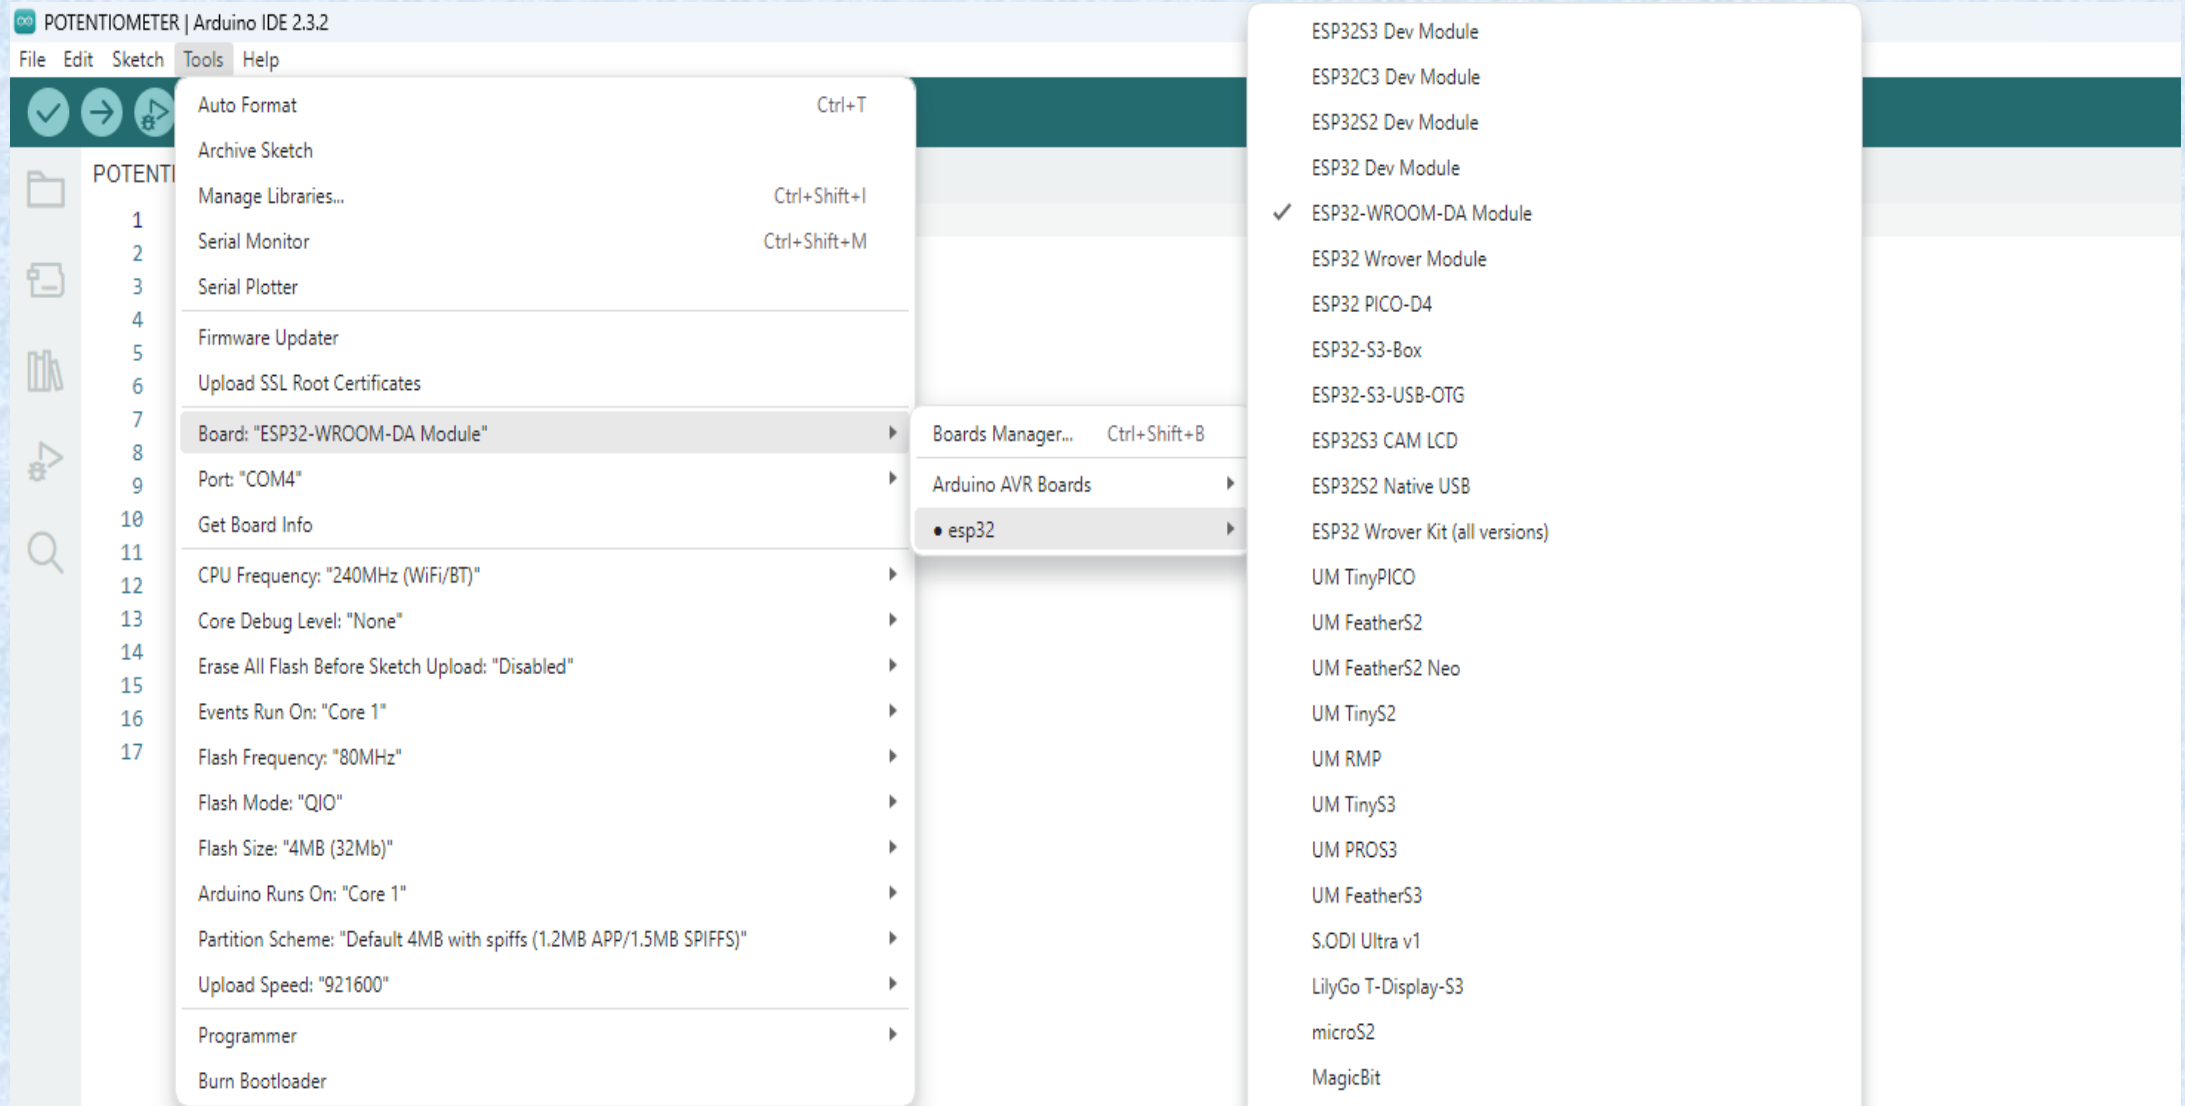 POTENTIOMETER | Arduino IDE 2.3.2
File Edit Sketch Tools Help
POTENTI
1
2
3
4
5
6
7
8
9
10
11
12
13
14
15
16
17
Auto Format Ctrl+T
Archive Sketch
Manage Libraries... Ctrl+Shift+I
Serial Monitor Ctrl+Shift+M
Serial Plotter
Firmware Updater
Upload SSL Root Certificates
Board: "ESP32-WROOM-DA Module"
Port: "COM4"
Get Board Info
CPU Frequency: "240MHz (WiFi/BT)"
Core Debug Level: "None"
Erase All Flash Before Sketch Upload: "Disabled"
Events Run On: "Core 1"
Flash Frequency: "80MHz"
Flash Mode: "QIO"
Flash Size: "4MB (32Mb)"
Arduino Runs On: "Core 1"
Partition Scheme: "Default 4MB with spiffs (1.2MB APP/1.5MB SPIFFS)"
Upload Speed: "921600"
Programmer
Burn Bootloader
Boards Manager... Ctrl+Shift+B
Arduino AVR Boards
• esp32
ESP32S3 Dev Module
ESP32C3 Dev Module
ESP32S2 Dev Module
ESP32 Dev Module
✓ ESP32-WROOM-DA Module
ESP32 Wrover Module
ESP32 PICO-D4
ESP32-S3-Box
ESP32-S3-USB-OTG
ESP32S3 CAM LCD
ESP32S2 Native USB
ESP32 Wrover Kit (all versions)
UM TinyPICO
UM FeatherS2
UM FeatherS2 Neo
UM TinyS2
UM RMP
UM TinyS3
UM PROS3
UM FeatherS3
S.ODI Ultra v1
LilyGo T-Display-S3
microS2
MagicBit